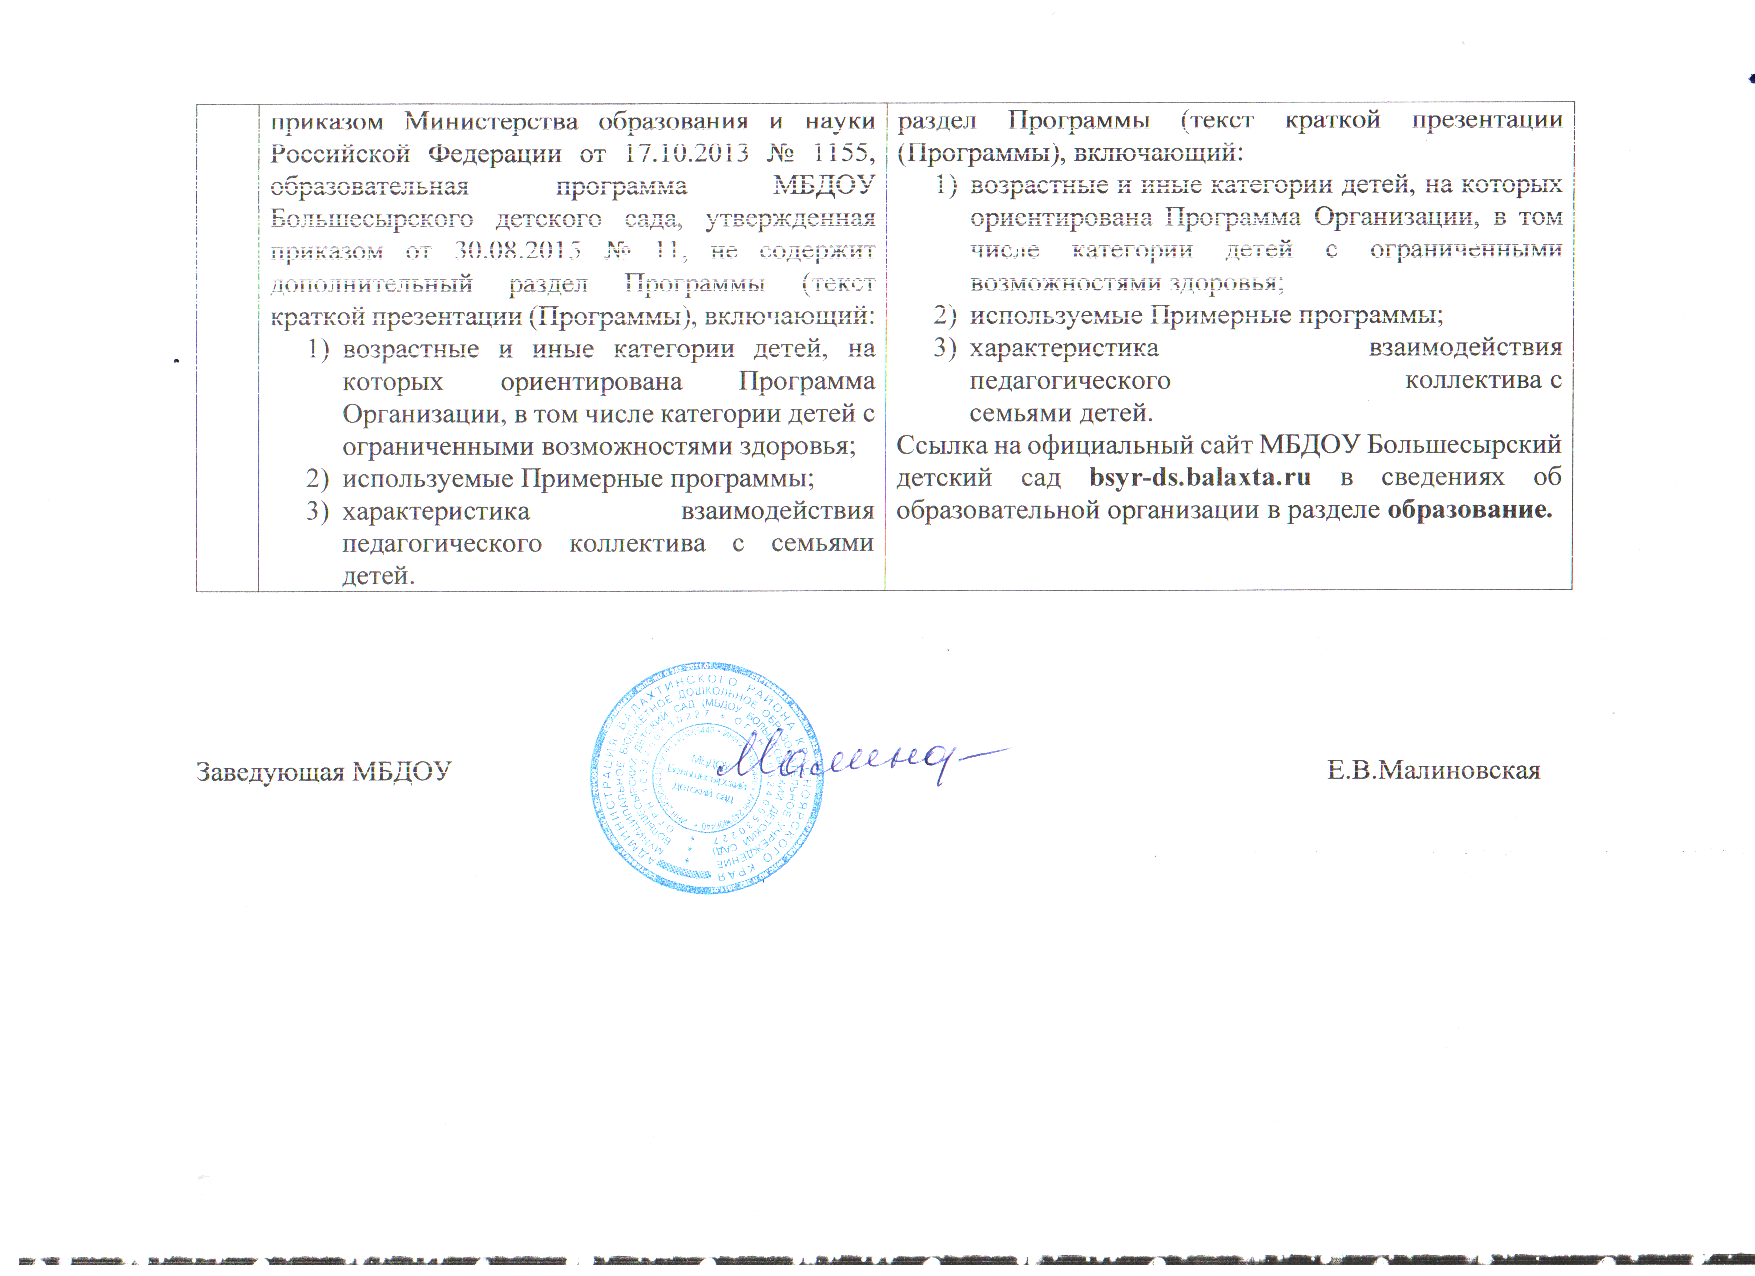 приказом Министерства образования и науки
Российской Федерации от 17.10.2013 № 1155,
образовательная программа МБДОУ
Большесырского детского сада, утвержденная
приказом от 30.08.2015 № 11, не содержит
дополнительный раздел Программы (текст
краткой презентации (Программы), включающий:
1) возрастные и иные категории детей, на
которых ориентирована Программа
Организации, в том числе категории детей с
ограниченными возможностями здоровья;
2) используемые Примерные программы;
3) характеристика взаимодействия
педагогического коллектива с семьями
детей.
раздел Программы (текст краткой презентации
(Программы), включающий:
1) возрастные и иные категории детей, на которых
ориентирована Программа Организации, в том
числе категории детей с ограниченными
возможностями здоровья;
2) используемые Примерные программы;
3) характеристика взаимодействия
педагогического коллектива с
семьями детей.
Ссылка на официальный сайт МБДОУ Большесырский
детский сад bsyr-ds.balaxta.ru в сведениях об
образовательной организации в разделе образование.
Заведующая МБДОУ
АДМИНИСТРАЦИЯ БАЛАХТИНСКОГО РАЙОНА КРАСНОЯРСКОГО КРАЯ
Е.В.Малиновская